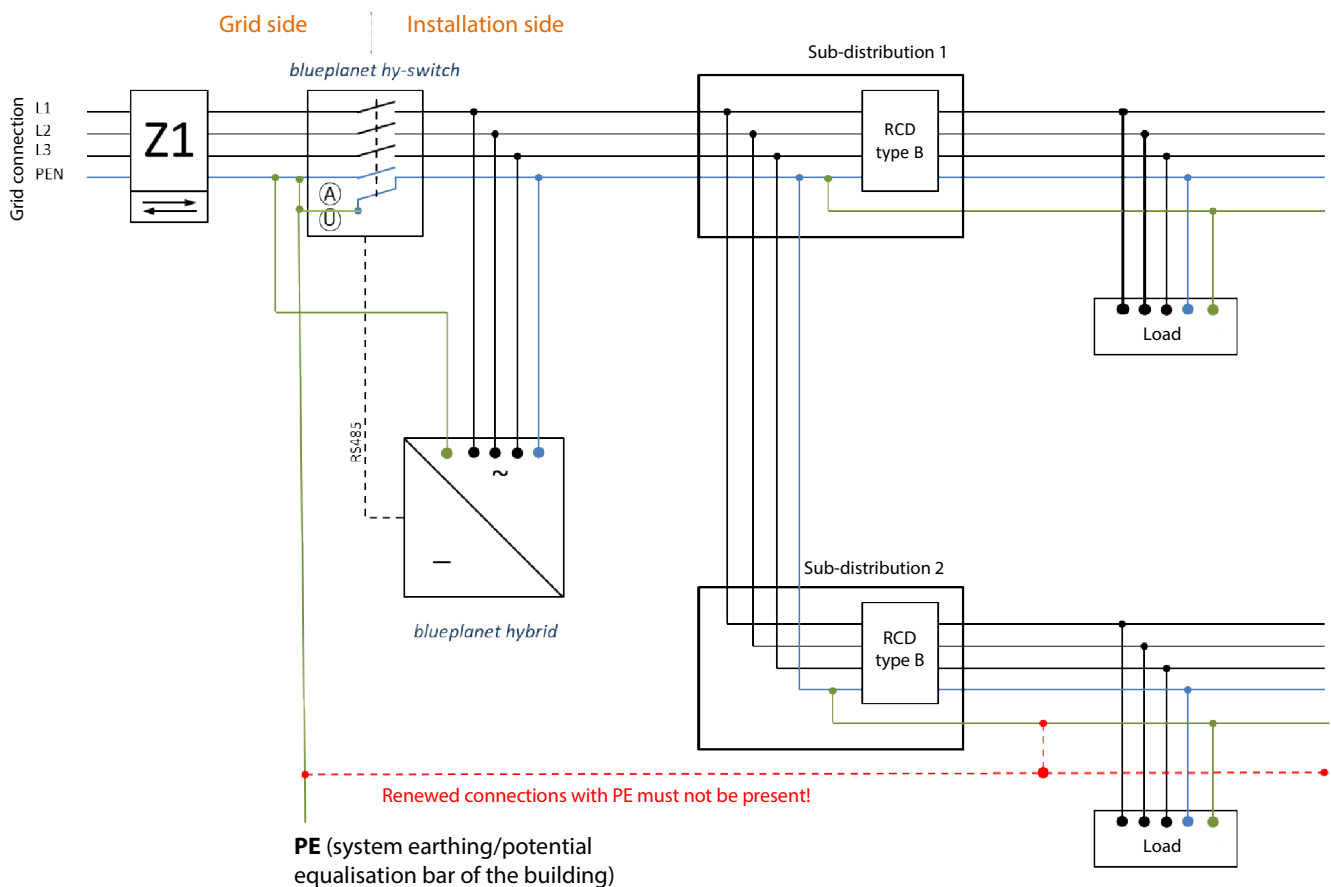 Grid side
Installation side
blueplanet hy-switch
Sub-distribution 1
Grid connection
L1
L2
L3
PEN
Z1
A
U
RCD
type B
Load
RS485
~
–
blueplanet hybrid
Sub-distribution 2
RCD
type B
Renewed connections with PE must not be present!
Load
PE (system earthing/potential
equalisation bar of the building)